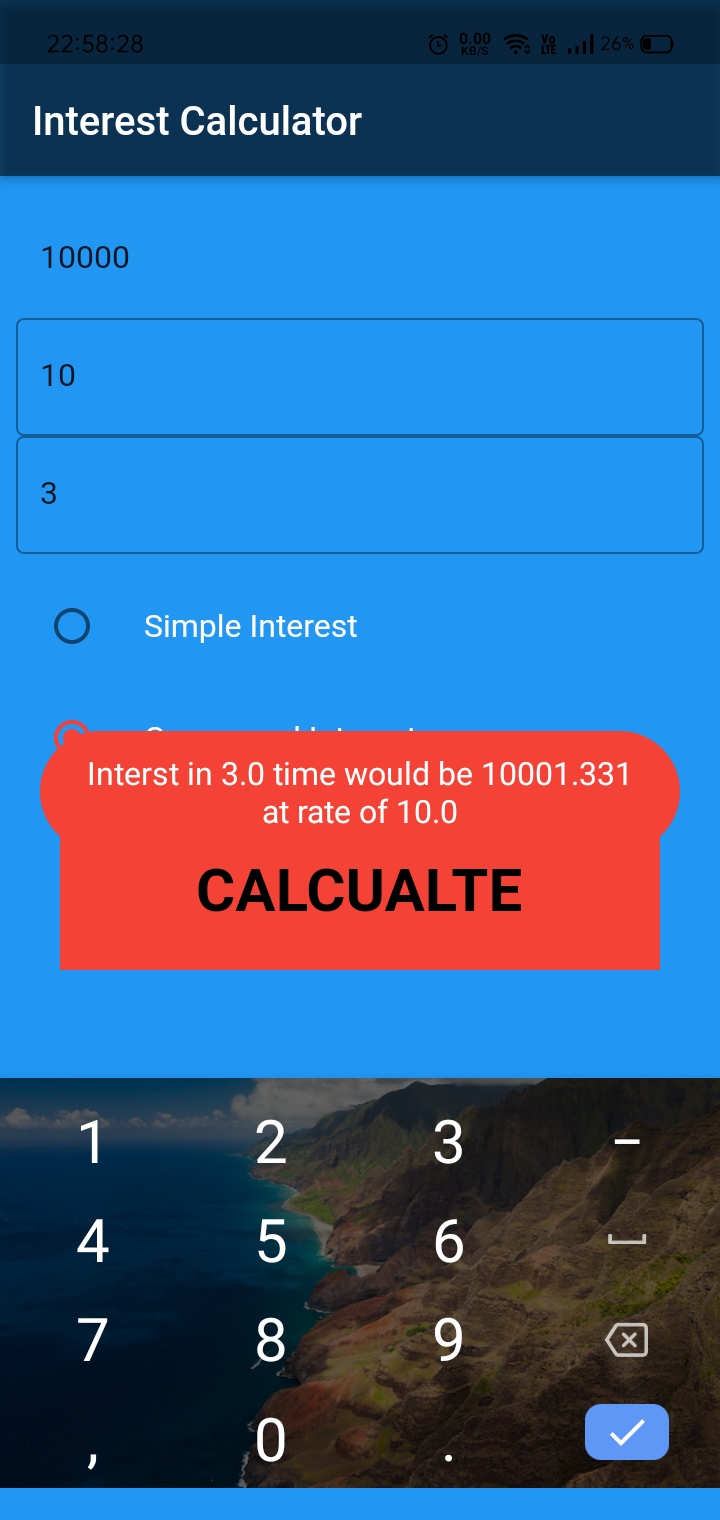 22:58:28 0.00 KB/S Vo LTE 26%
Interest Calculator
10000
10
3
Simple Interest
Interst in 3.0 time would be 10001.331
at rate of 10.0
CALCUALTE
1 2 3 –
4 5 6
7 8 9
, 0 .